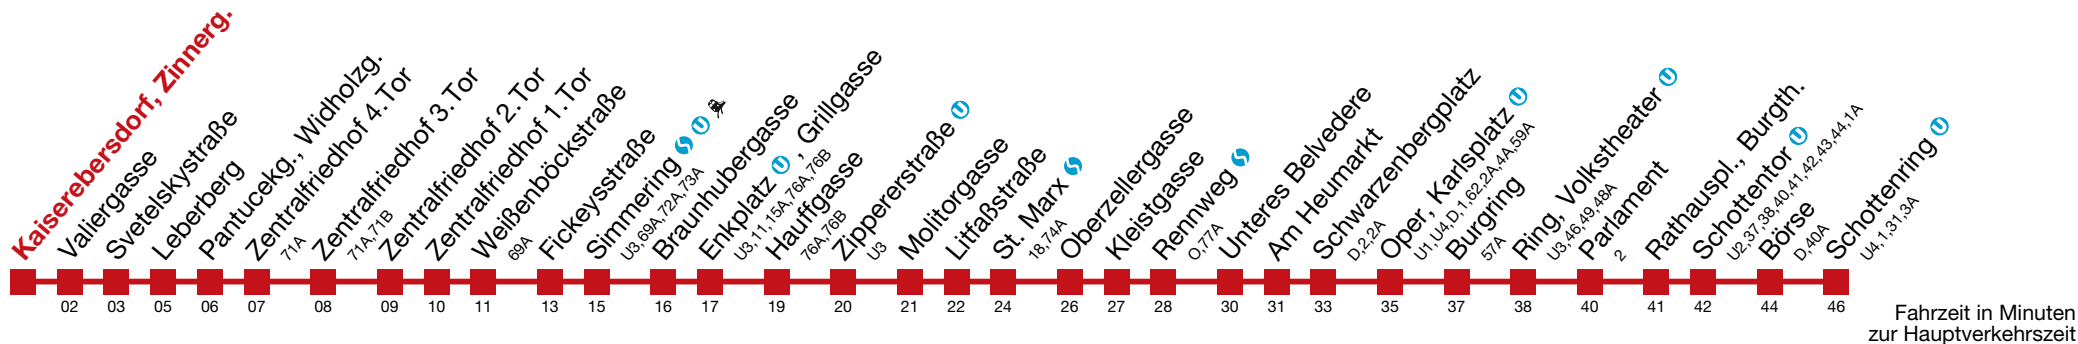 Kaiserebersdorf, Zinnerg.
Valiergasse
Svetelskystraße
Leberberg
Pantucekg., Widholzg.
Zentralfriedhof 4.Tor
71A
Zentralfriedhof 3.Tor
71A,71B
Zentralfriedhof 2.Tor
Zentralfriedhof 1.Tor
Weißenböckstraße
69A
Fickeysstraße
Simmering
U3,69A,72A,73A
Braunhubergasse
Enkplatz, Grillgasse
U3,11,15A,76A,76B
Hauffgasse
76A,76B
Zippererstraße
U3
Molitorgasse
Litfaßstraße
St. Marx
18,74A
Oberzellergasse
Kleistgasse
Rennweg
O,77A
Unteres Belvedere
Am Heumarkt
Schwarzenbergplatz
D,2,2A
Oper, Karlsplatz
U1,U4,D,1,62,2A,4A,59A
Burgring
57A
Ring, Volkstheater
U3,46,49,48A
Parlament
2
Rathauspl., Burgth.
Schottentor
U2,37,38,40,41,42,43,44,1A
Börse
D,40A
Schottenring
U4,1,31,3A
02 03 05 06 07 08 09 10 11 13 15 16 17 19 20 21 22 24 26 27 28 30 31 33 35 37 38 40 41 42 44 46
Fahrzeit in Minuten
zur Hauptverkehrszeit